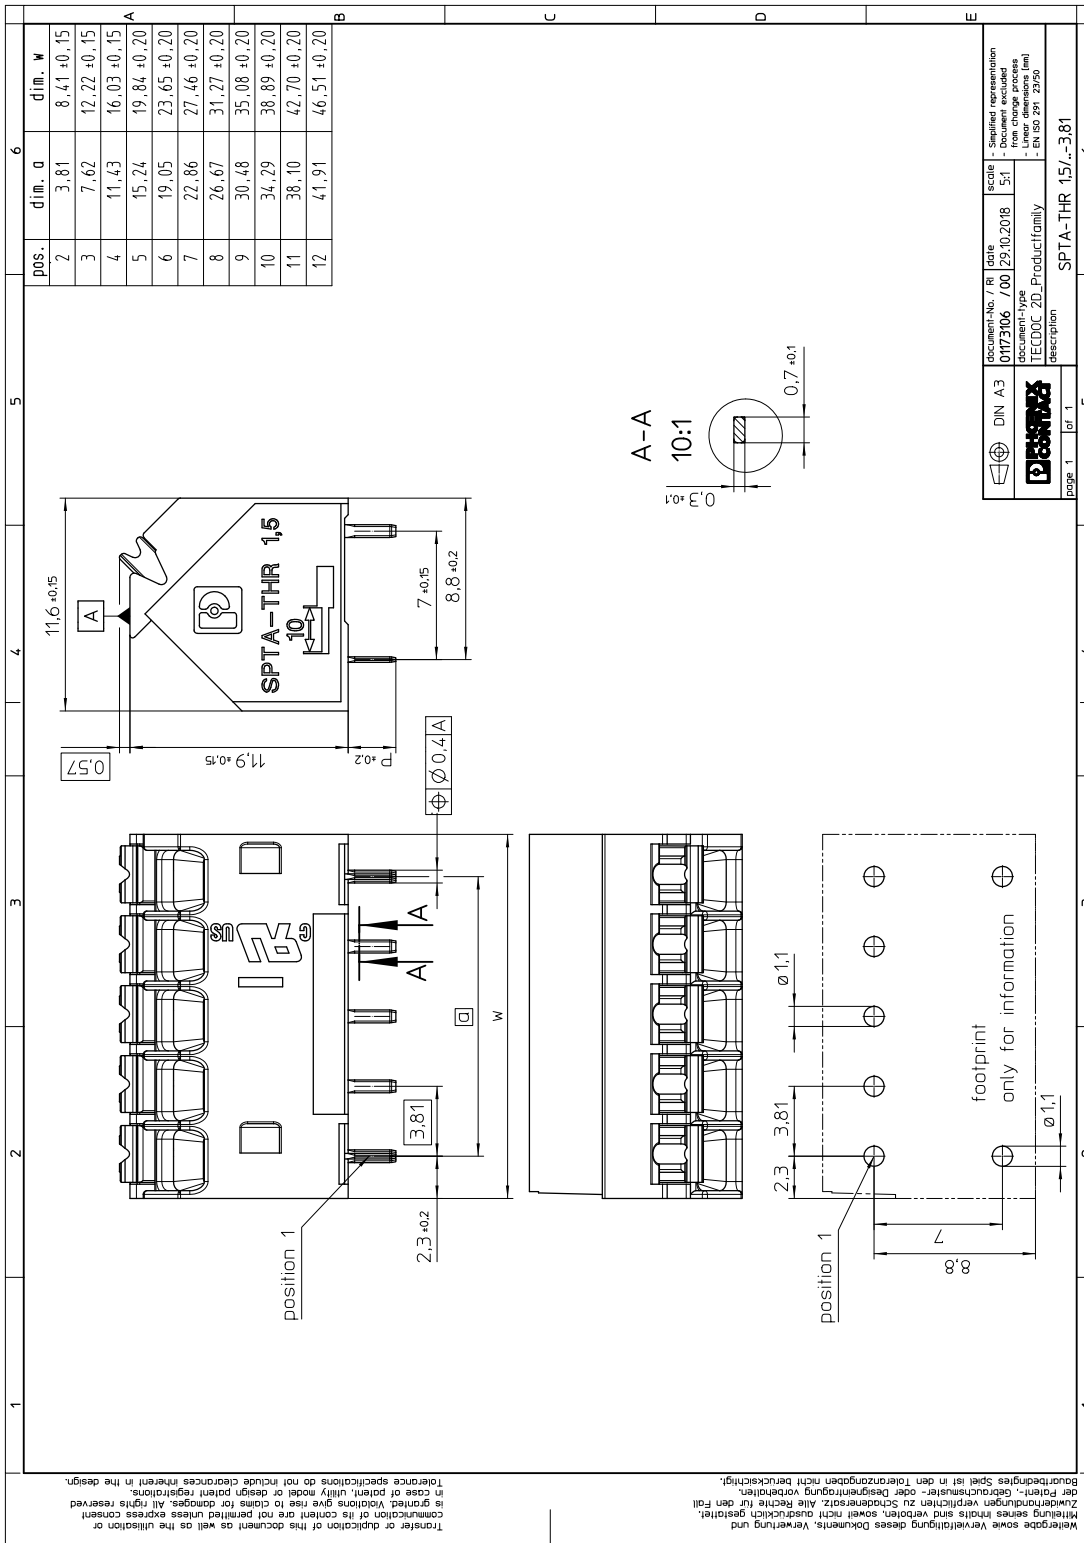 1
2
3
4
5
6
A
B
C
D
E
pos. dim. a dim. w
2 3,81 8,41 ±0,15
3 7,62 12,22 ±0,15
4 11,43 16,03 ±0,15
5 15,24 19,84 ±0,20
6 19,05 23,65 ±0,20
7 22,86 27,46 ±0,20
8 26,67 31,27 ±0,20
9 30,48 35,08 ±0,20
10 34,29 38,89 ±0,20
11 38,10 42,70 ±0,20
12 41,91 46,51 ±0,20
11,6 ±0,15
A
0,57
11,9 ±0,15
P ±0,2
SPTA-THR 1,5
10
7 ±0,15
8,8 ±0,2
⌖ Ø 0,4 A
US
A
A
3,81
a
w
2,3 ±0,2
position 1
A-A
10:1
0,3 ±0,1
0,7 ±0,1
position 1
2,3
3,81
Ø 1,1
7
8,8
footprint
only for information
Ø 1,1
DIN A3
PHOENIX
CONTACT
page 1 of 1
document-No. / RI
01173106 / 00
date
29.10.2018
scale
5:1
- Simplified representation
- Document excluded
from change process
- Linear dimensions [mm]
- EN ISO 291 23/50
document-type
TECDOC 2D_Productfamily
description
SPTA-THR 1,5/..-3,81
Weitergabe sowie Vervielfältigung dieses Dokuments, Verwertung und
Mitteilung seines Inhalts sind verboten, soweit nicht ausdrücklich gestattet.
Zuwiderhandlungen verpflichten zu Schadenersatz. Alle Rechte für den Fall
der Patent-, Gebrauchsmuster- oder Designeintragung vorbehalten.
Bauartbedingtes Spiel ist in den Toleranzangaben nicht berücksichtigt.
Transfer or duplication of this document as well as the utilisation or
communication of its content are not permitted unless express consent
is granted. Violations give rise to claims for damages. All rights reserved
in case of patent, utility model or design patent registrations.
Tolerance specifications do not include clearances inherent in the design.